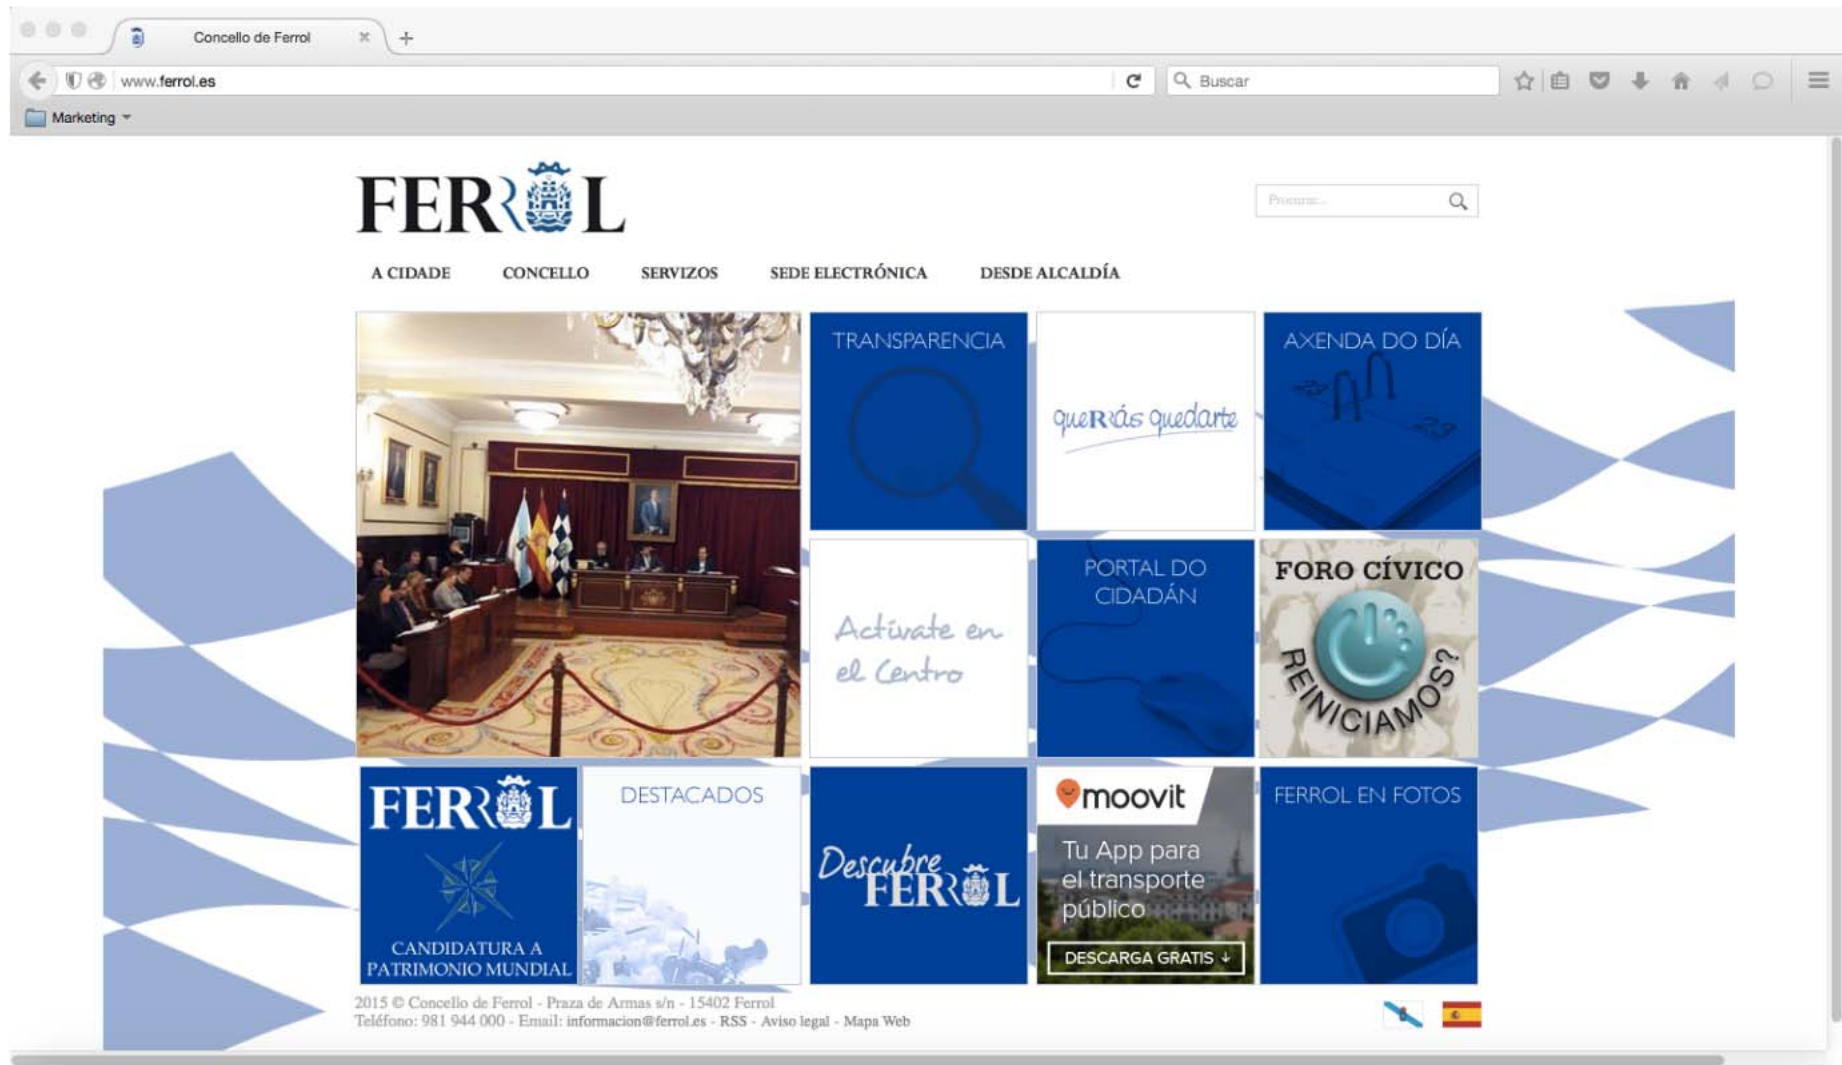 Concello de Ferrol
www.ferrol.es
Buscar
Marketing
FERROL
Procurar...
A CIDADE
CONCELLO
SERVIZOS
SEDE ELECTRÓNICA
DESDE ALCALDÍA
TRANSPARENCIA
queRRás quedarte
AXENDA DO DÍA
23
23
Actívate en
el Centro
PORTAL DO
CIDADÁN
FORO CÍVICO
REINICIAMOS?
FERROL
CANDIDATURA A
PATRIMONIO MUNDIAL
DESTACADOS
Descubre
FERROL
moovit
Tu App para
el transporte
público
DESCARGA GRATIS ↓
FERROL EN FOTOS
2015 © Concello de Ferrol - Praza de Armas s/n - 15402 Ferrol
Teléfono: 981 944 000 - Email: informacion@ferrol.es - RSS - Aviso legal - Mapa Web